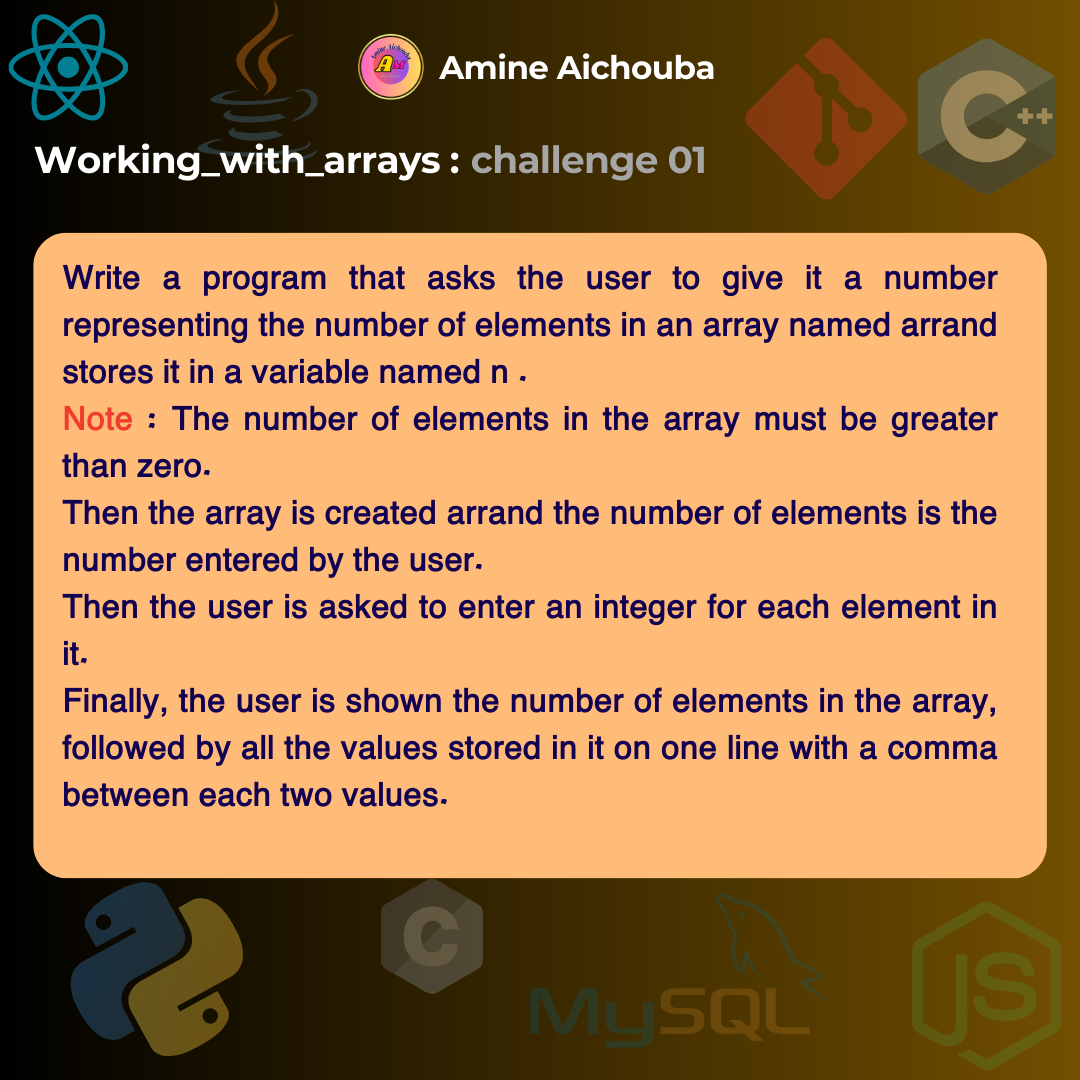 Amine Aichouba
Amine Aichouba
AM
C++
Working_with_arrays : challenge 01
Write a program that asks the user to give it a number
representing the number of elements in an array named arrand
stores it in a variable named n .
Note : The number of elements in the array must be greater
than zero.
Then the array is created arrand the number of elements is the
number entered by the user.
Then the user is asked to enter an integer for each element in
it.
Finally, the user is shown the number of elements in the array,
followed by all the values stored in it on one line with a comma
between each two values.
C
MySQL
JS